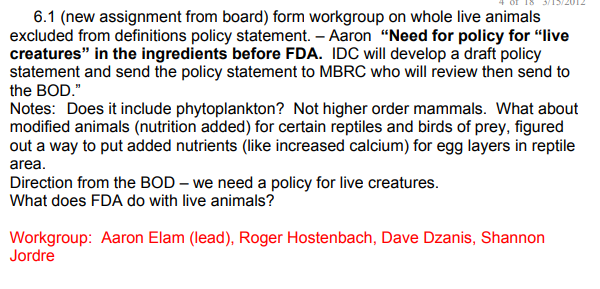 4 of 18 3/15/2012
6.1 (new assignment from board) form workgroup on whole live animals
excluded from definitions policy statement. – Aaron “Need for policy for “live
creatures” in the ingredients before FDA. IDC will develop a draft policy
statement and send the policy statement to MBRC who will review then send to
the BOD.”
Notes: Does it include phytoplankton? Not higher order mammals. What about
modified animals (nutrition added) for certain reptiles and birds of prey, figured
out a way to put added nutrients (like increased calcium) for egg layers in reptile
area.
Direction from the BOD – we need a policy for live creatures.
What does FDA do with live animals?
Workgroup: Aaron Elam (lead), Roger Hostenbach, Dave Dzanis, Shannon
Jordre